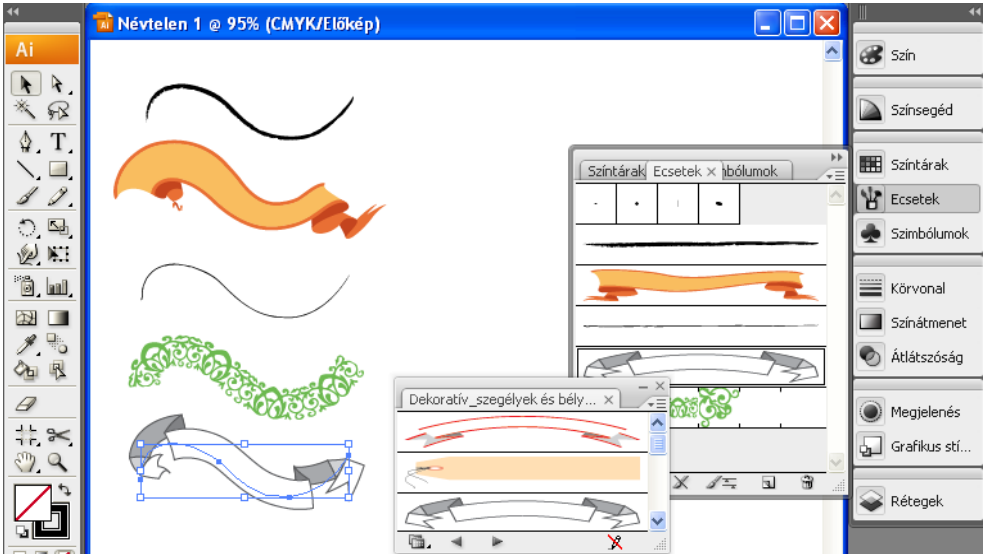 Névtelen 1 @ 95% (CMYK/Előkép)
Ai
T
Szín
Színsegéd
Színtárak
Ecsetek
Szimbólumok
Körvonal
Színátmenet
Átlátszóság
Megjelenés
Grafikus stí...
Rétegek
Színtárak Ecsetek × nbólumok
Dekoratív_szegélyek és bély... ×